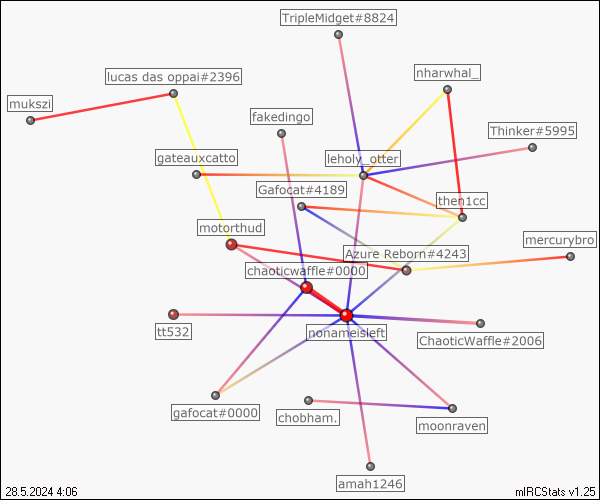 TripleMidget#8824
nharwhal_
lucas das oppai#2396
mukszi
fakedingo
Thinker#5995
gateauxcatto
leholy_otter
Gafocat#4189
then1cc
motorthud
mercurybro
Azure Reborn#4243
chaoticwaffle#0000
tt532
nonameisleft
ChaoticWaffle#2006
gafocat#0000
chobham.
moonraven
amah1246
28.5.2024 4:06
mIRCStats v1.25